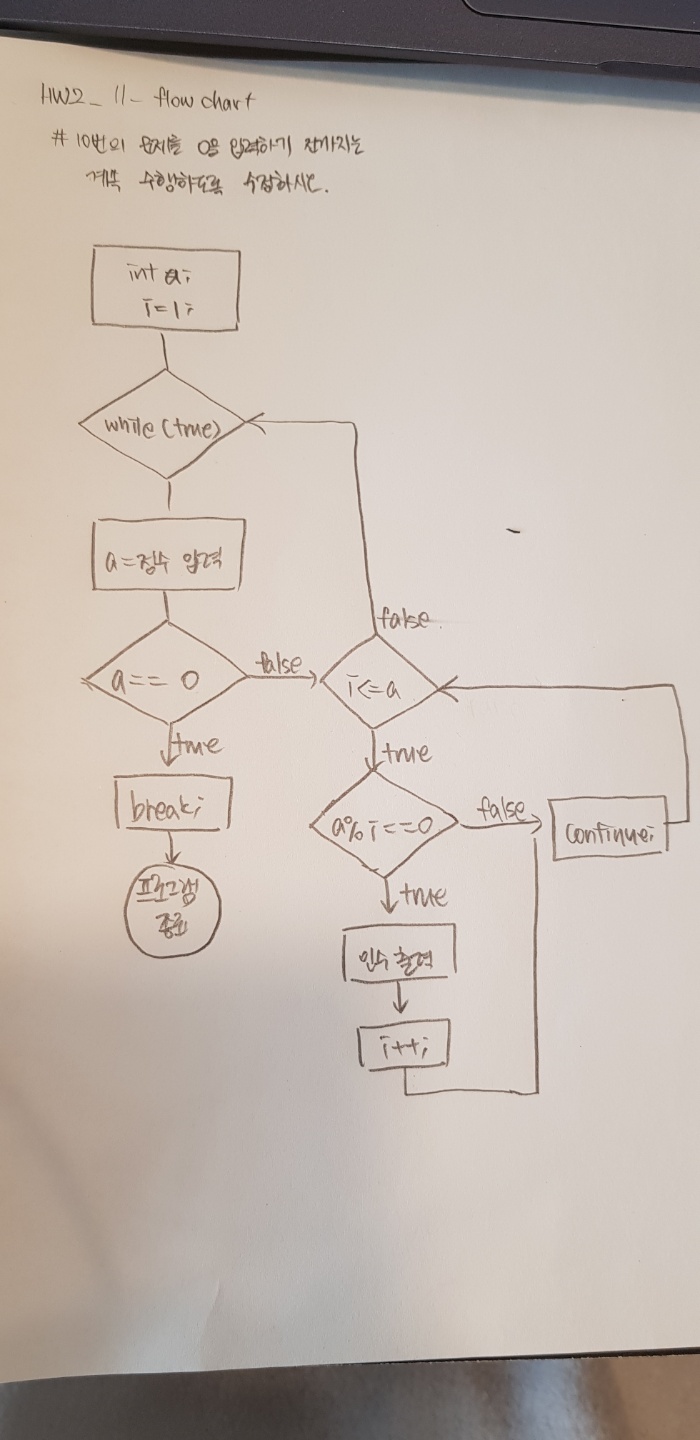 HW2_11_ flow chart
# 10번의 문제를 0을 입력하기 전까지는
계속 수행하도록 수정하시오.
int a;
i=1;
while(true)
a=정수 입력
a== 0
false
true
break;
프로그램
종료
false
i<=a
true
a%i==0
false
continue;
true
인수 출력
i++;